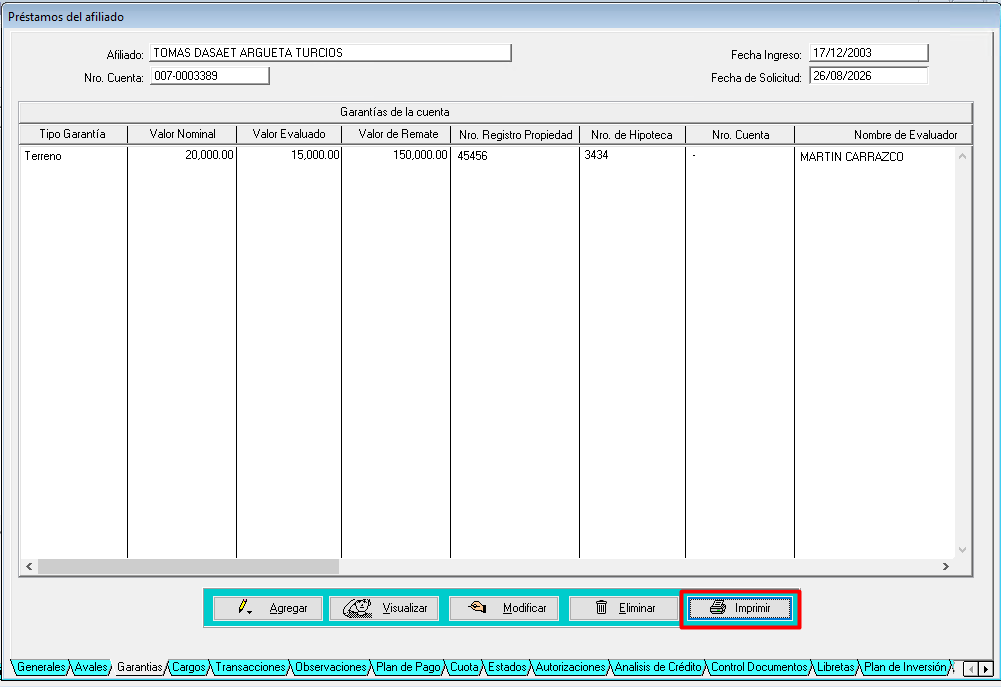 Préstamos del afiliado
Afiliado: TOMAS DASAET ARGUETA TURCIOS Fecha Ingreso: 17/12/2003
Nro. Cuenta: 007-0003389 Fecha de Solicitud: 26/08/2026
Garantías de la cuenta
Tipo Garantía Valor Nominal Valor Evaluado Valor de Remate Nro. Registro Propiedad Nro. de Hipoteca Nro. Cuenta Nombre de Evaluador
Terreno 20,000.00 15,000.00 150,000.00 45456 3434 - MARTIN CARRAZCO
Agregar Visualizar Modificar Eliminar Imprimir
Generales Avales Garantias Cargos Transacciones Observaciones Plan de Pago Cuota Estados Autorizaciones Analisis de Crédito Control Documentos Libretas Plan de Inversión